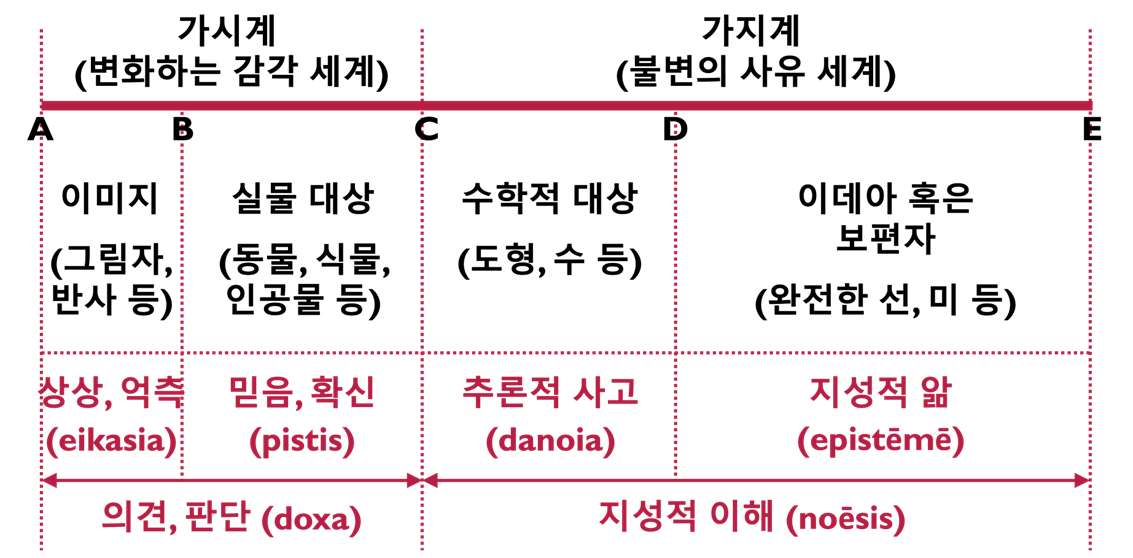 가시계
(변화하는 감각 세계)
가지계
(불변의 사유 세계)
A
B
C
D
E
이미지
(그림자,
반사 등)
실물 대상
(동물, 식물,
인공물 등)
수학적 대상
(도형, 수 등)
이데아 혹은
보편자
(완전한 선, 미 등)
상상, 억측
(eikasia)
믿음, 확신
(pistis)
추론적 사고
(danoia)
지성적 앎
(epistēmē)
의견, 판단 (doxa)
지성적 이해 (noēsis)